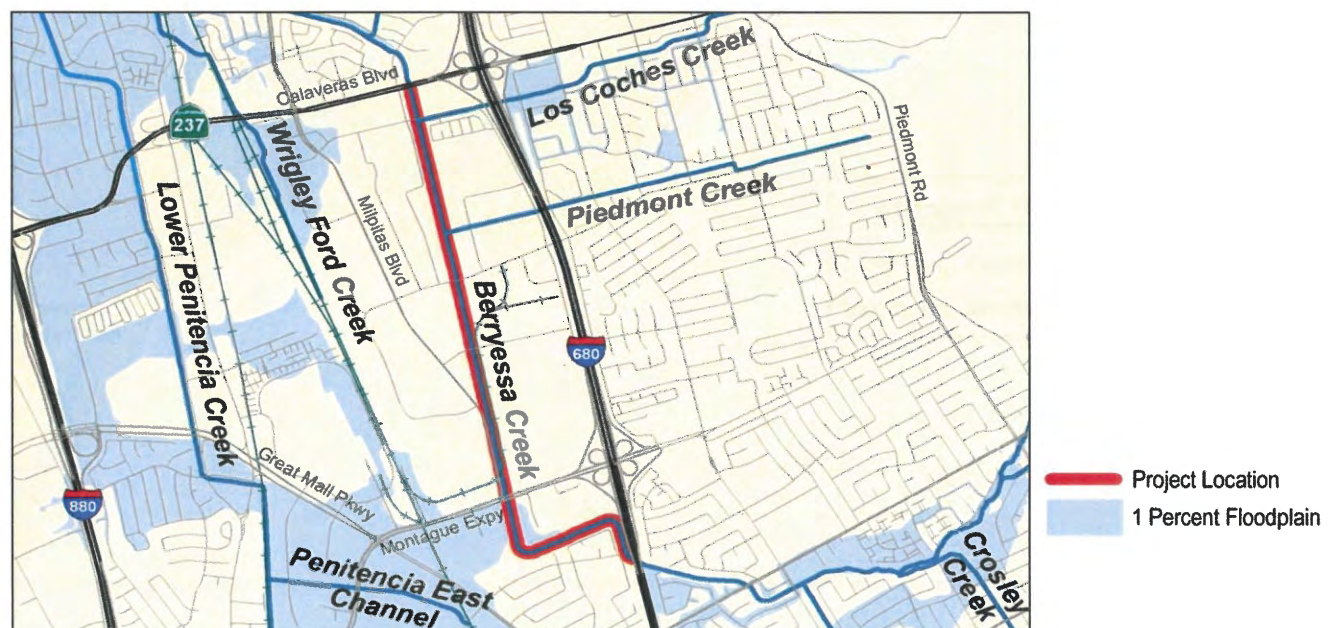 Calaveras Blvd
Los Coches Creek
237
Wrigley Ford Creek
Piedmont Rd
Lower Penitencia Creek
Milpitas Blvd
Piedmont Creek
Berryessa Creek
680
880
Great Mall Pkwy
Montague Expy
Penitencia East
Channel
Crosley
Creek
Project Location
1 Percent Floodplain